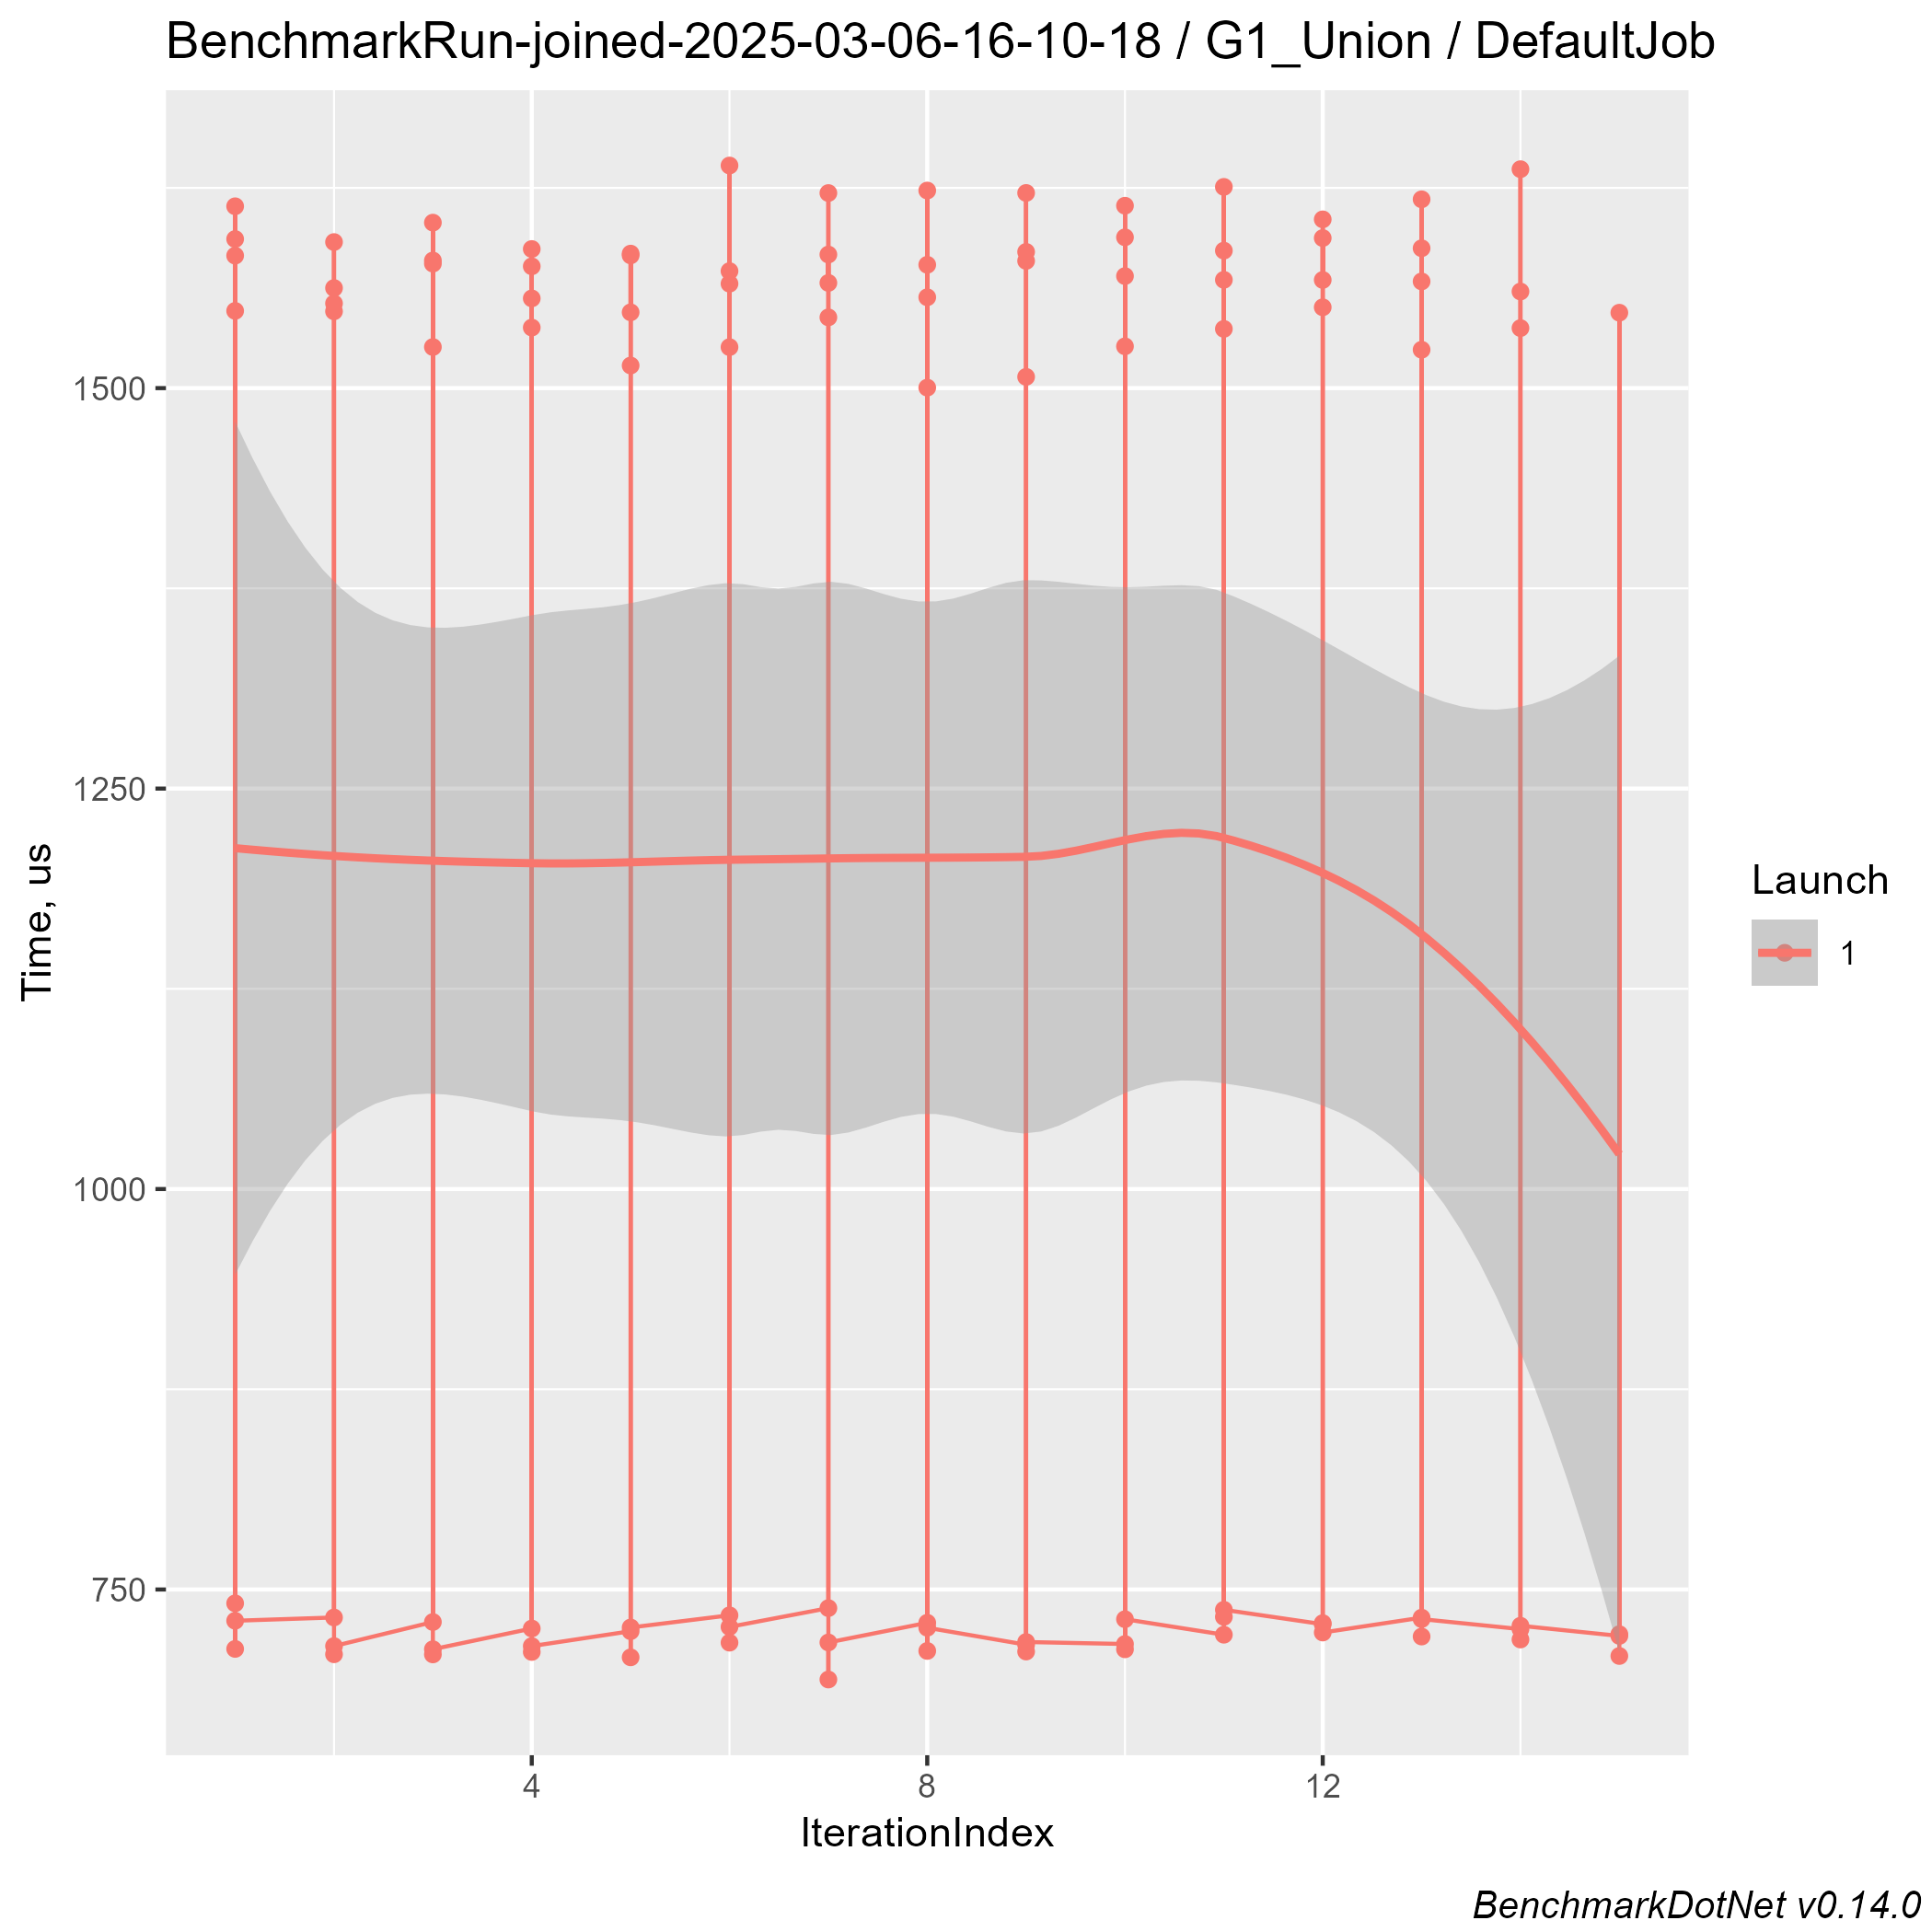 BenchmarkRun-joined-2025-03-06-16-10-18 / G1_Union / DefaultJob
1500
1250
1000
750
Time, us
4
8
12
IterationIndex
Launch
1
BenchmarkDotNet v0.14.0